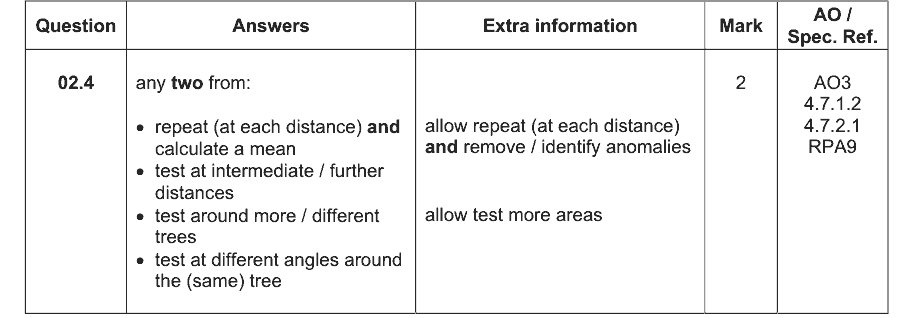 Question Answers Extra information Mark AO /
Spec. Ref.
02.4 any two from: 2 AO3
4.7.1.2
• repeat (at each distance) and allow repeat (at each distance) 4.7.2.1
calculate a mean and remove / identify anomalies RPA9
• test at intermediate / further
distances
• test around more / different allow test more areas
trees
• test at different angles around
the (same) tree